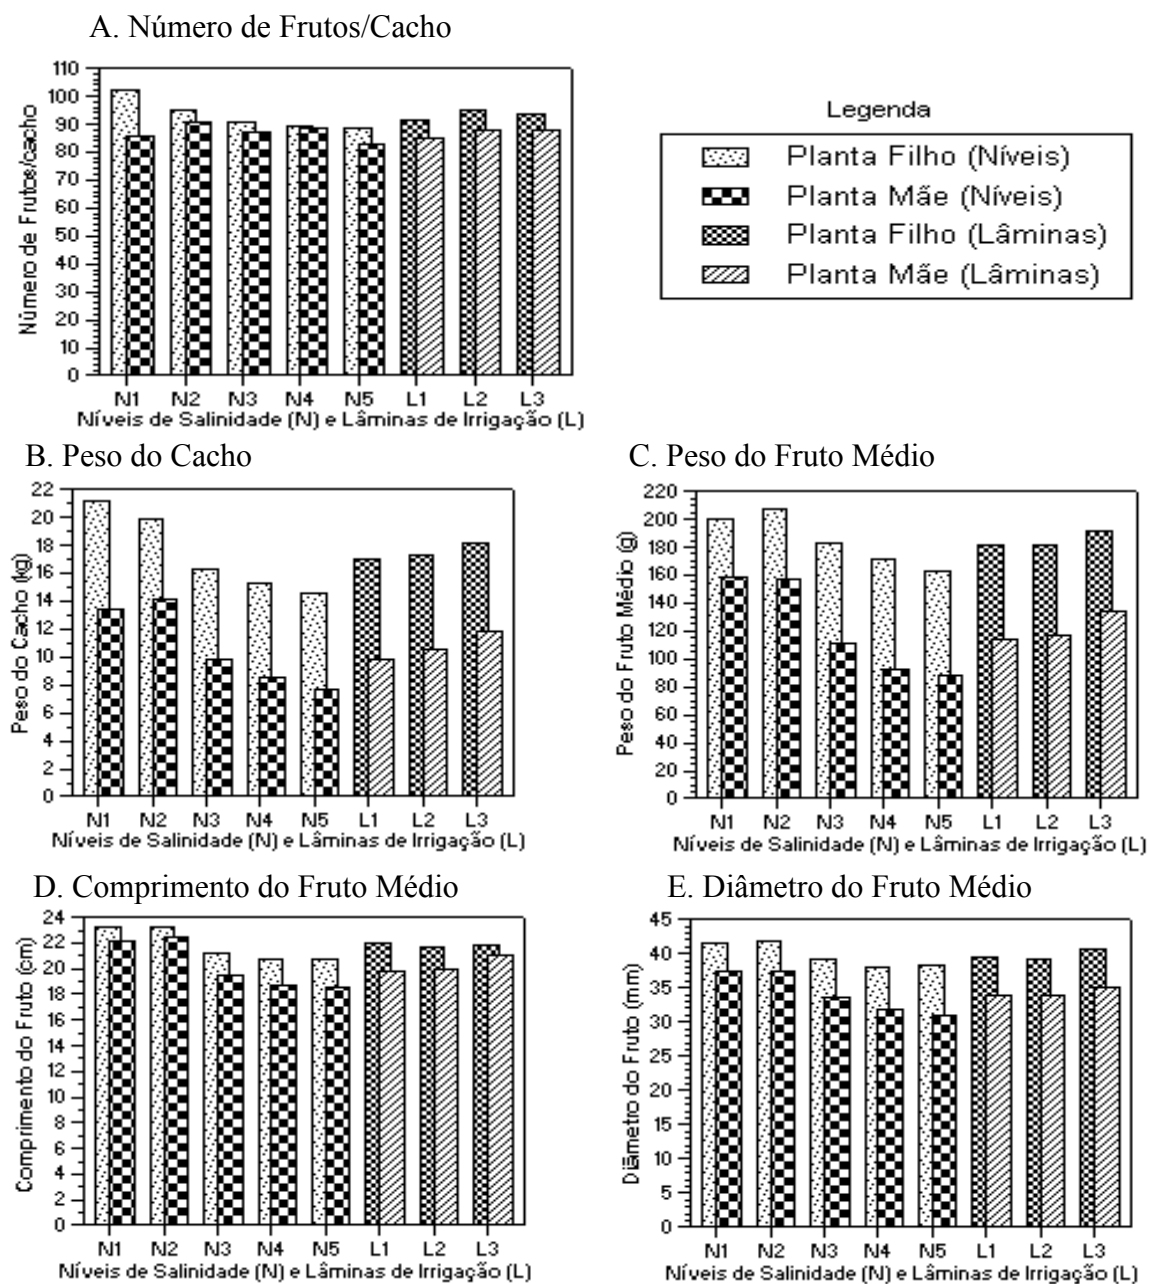 A. Número de Frutos/Cacho
Número de Frutos/cacho
110
100
90
80
70
60
50
40
30
20
10
0
N1 N2 N3 N4 N5 L1 L2 L3
Níveis de Salinidade (N) e Lâminas de Irrigação (L)
Legenda
Planta Filho (Níveis)
Planta Mãe (Níveis)
Planta Filho (Lâminas)
Planta Mãe (Lâminas)
B. Peso do Cacho
Peso do Cacho (kg)
22
20
18
16
14
12
10
8
6
4
2
0
N1 N2 N3 N4 N5 L1 L2 L3
Níveis de Salinidade (N) e Lâminas de Irrigação (L)
C. Peso do Fruto Médio
Peso do Fruto Médio (g)
220
200
180
160
140
120
100
80
60
40
20
0
N1 N2 N3 N4 N5 L1 L2 L3
Níveis de Salinidade (N) e Lâminas de Irrigação (L)
D. Comprimento do Fruto Médio
Comprimento do Fruto (cm)
24
22
20
18
16
14
12
10
8
6
4
2
0
N1 N2 N3 N4 N5 L1 L2 L3
Níveis de Salinidade (N) e Lâminas de Irrigação (L)
E. Diâmetro do Fruto Médio
Diâmetro do Fruto (mm)
45
40
35
30
25
20
15
10
5
0
N1 N2 N3 N4 N5 L1 L2 L3
Níveis de Salinidade (N) e Lâminas de Irrigação (L)